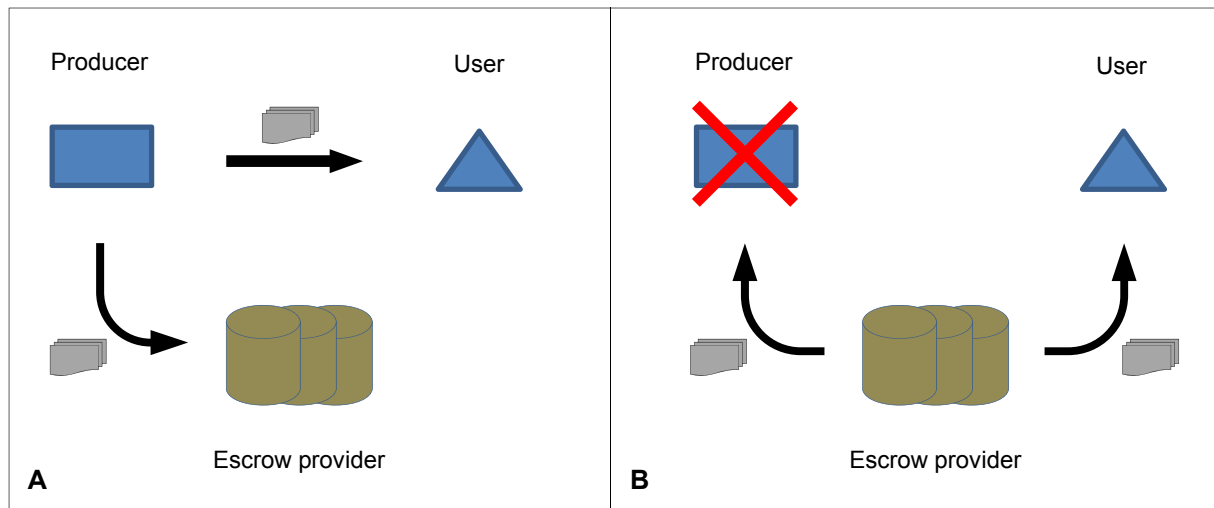 Producer
User
Escrow provider
A
Producer
User
Escrow provider
B